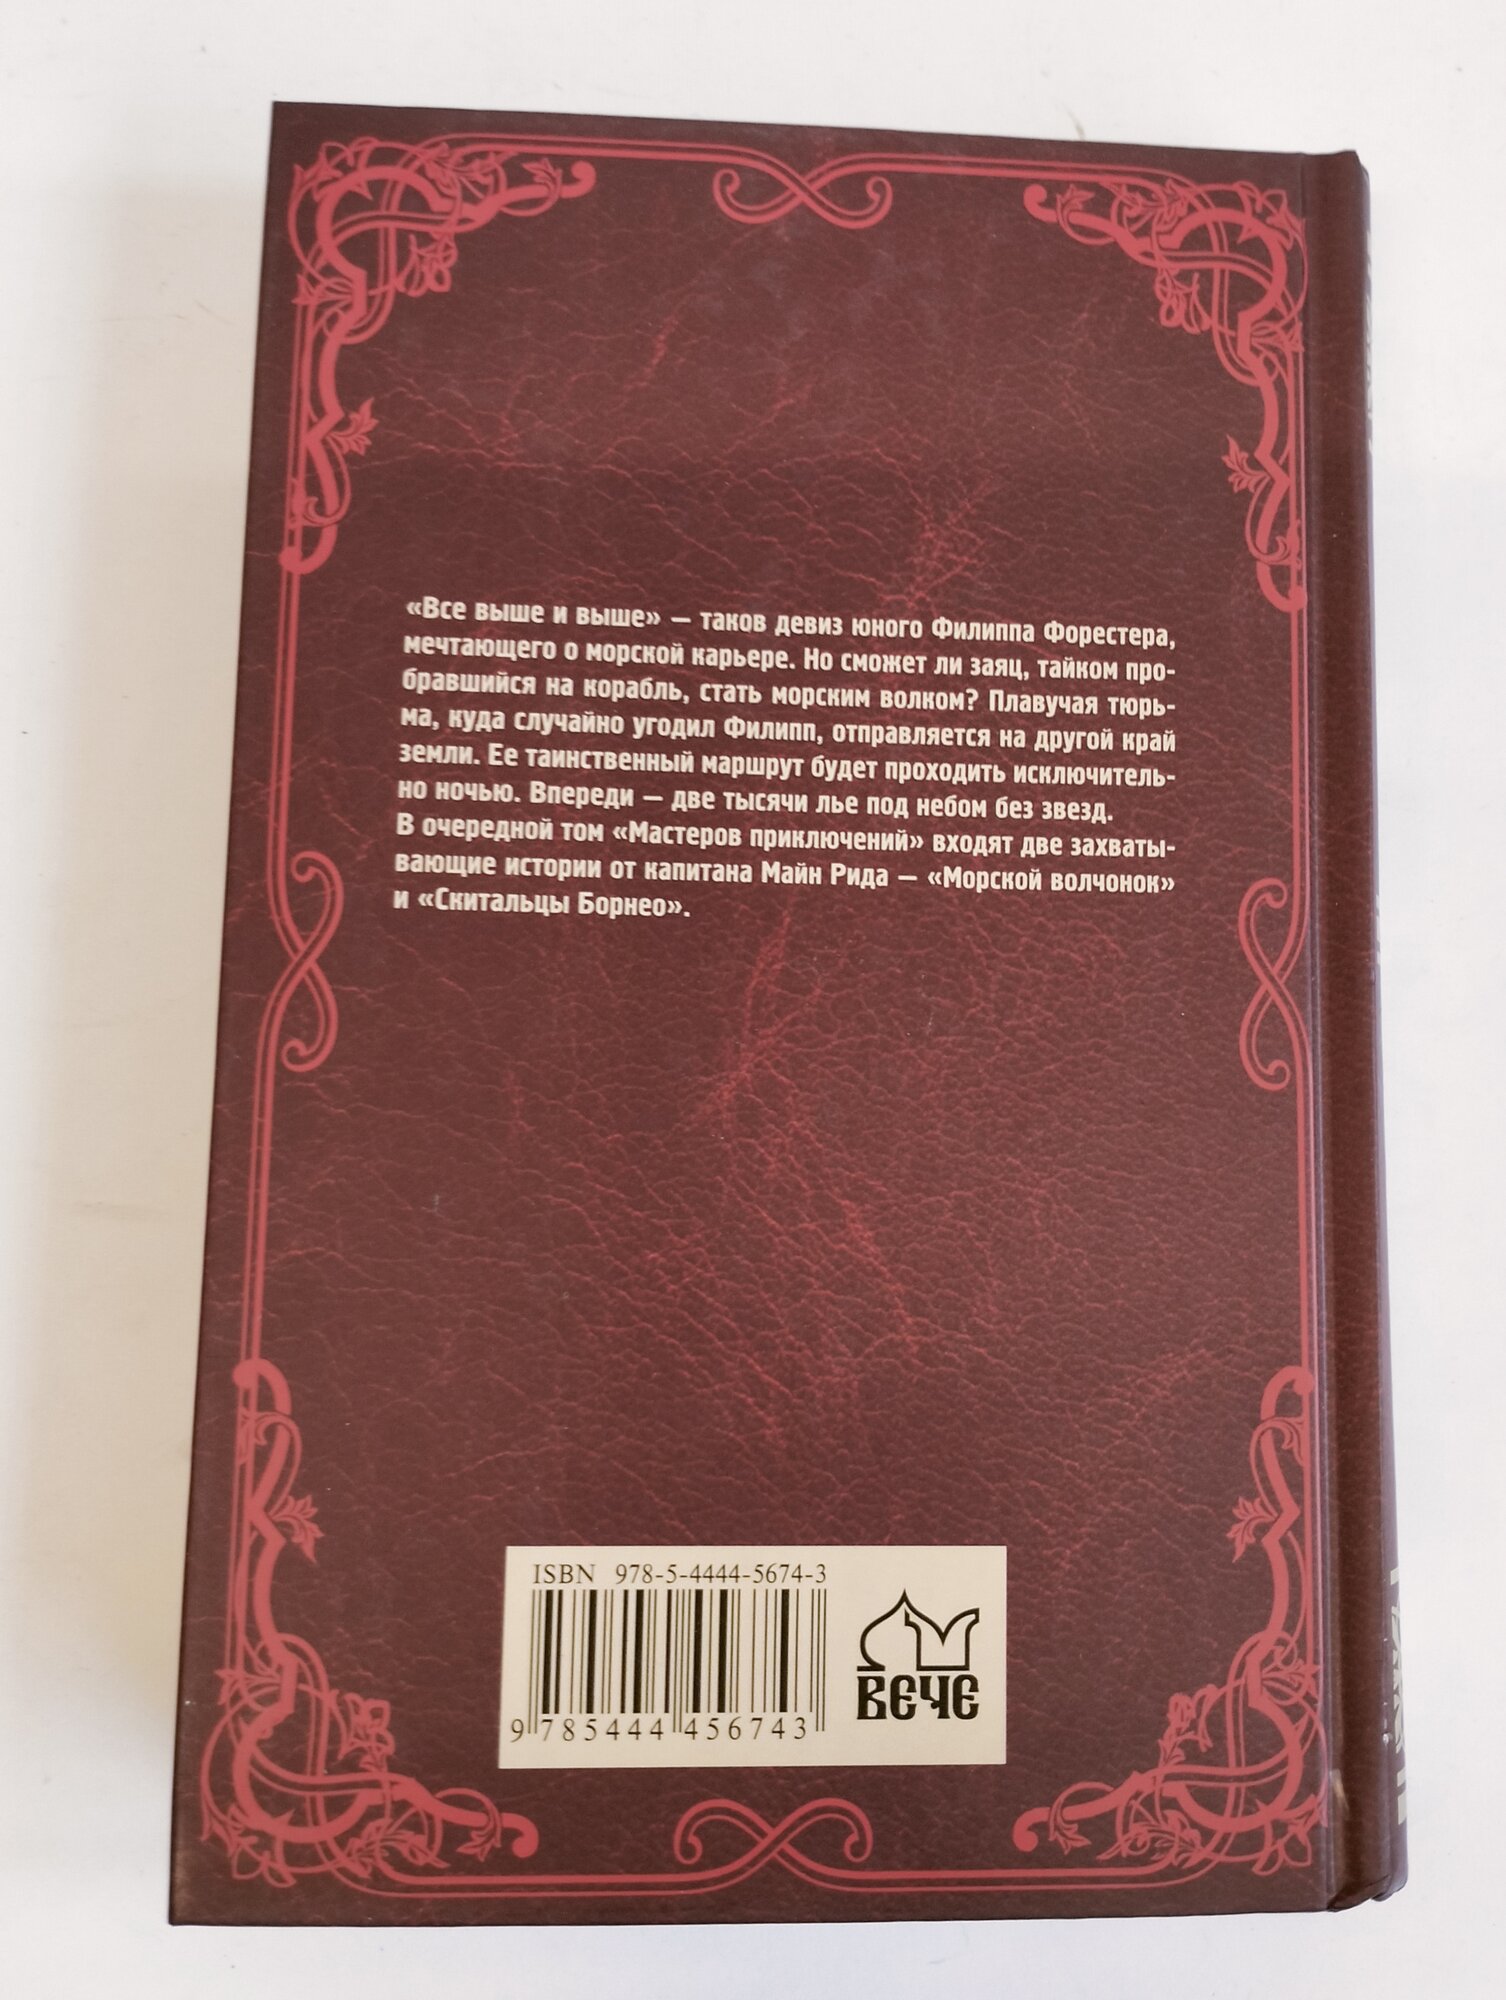 «Все выше и выше» — таков девиз юного Филиппа Форестера,
мечтающего о морской карьере. Но сможет ли заяц, тайком про-
бравшийся на корабль, стать морским волком? Плавучая тюрь-
ма, куда случайно угодил Филипп, отправляется на другой край
земли. Ее таинственный маршрут будет проходить исключитель-
но ночью. Впереди — две тысячи лье под небом без звезд.
В очередной том «Мастеров приключений» входят две захваты-
вающие истории от капитана Майн Рида — «Морской волчонок»
и «Скитальцы Борнео».
ISBN 978-5-4444-5674-3
9 785444 456743
ВЕЧЕ